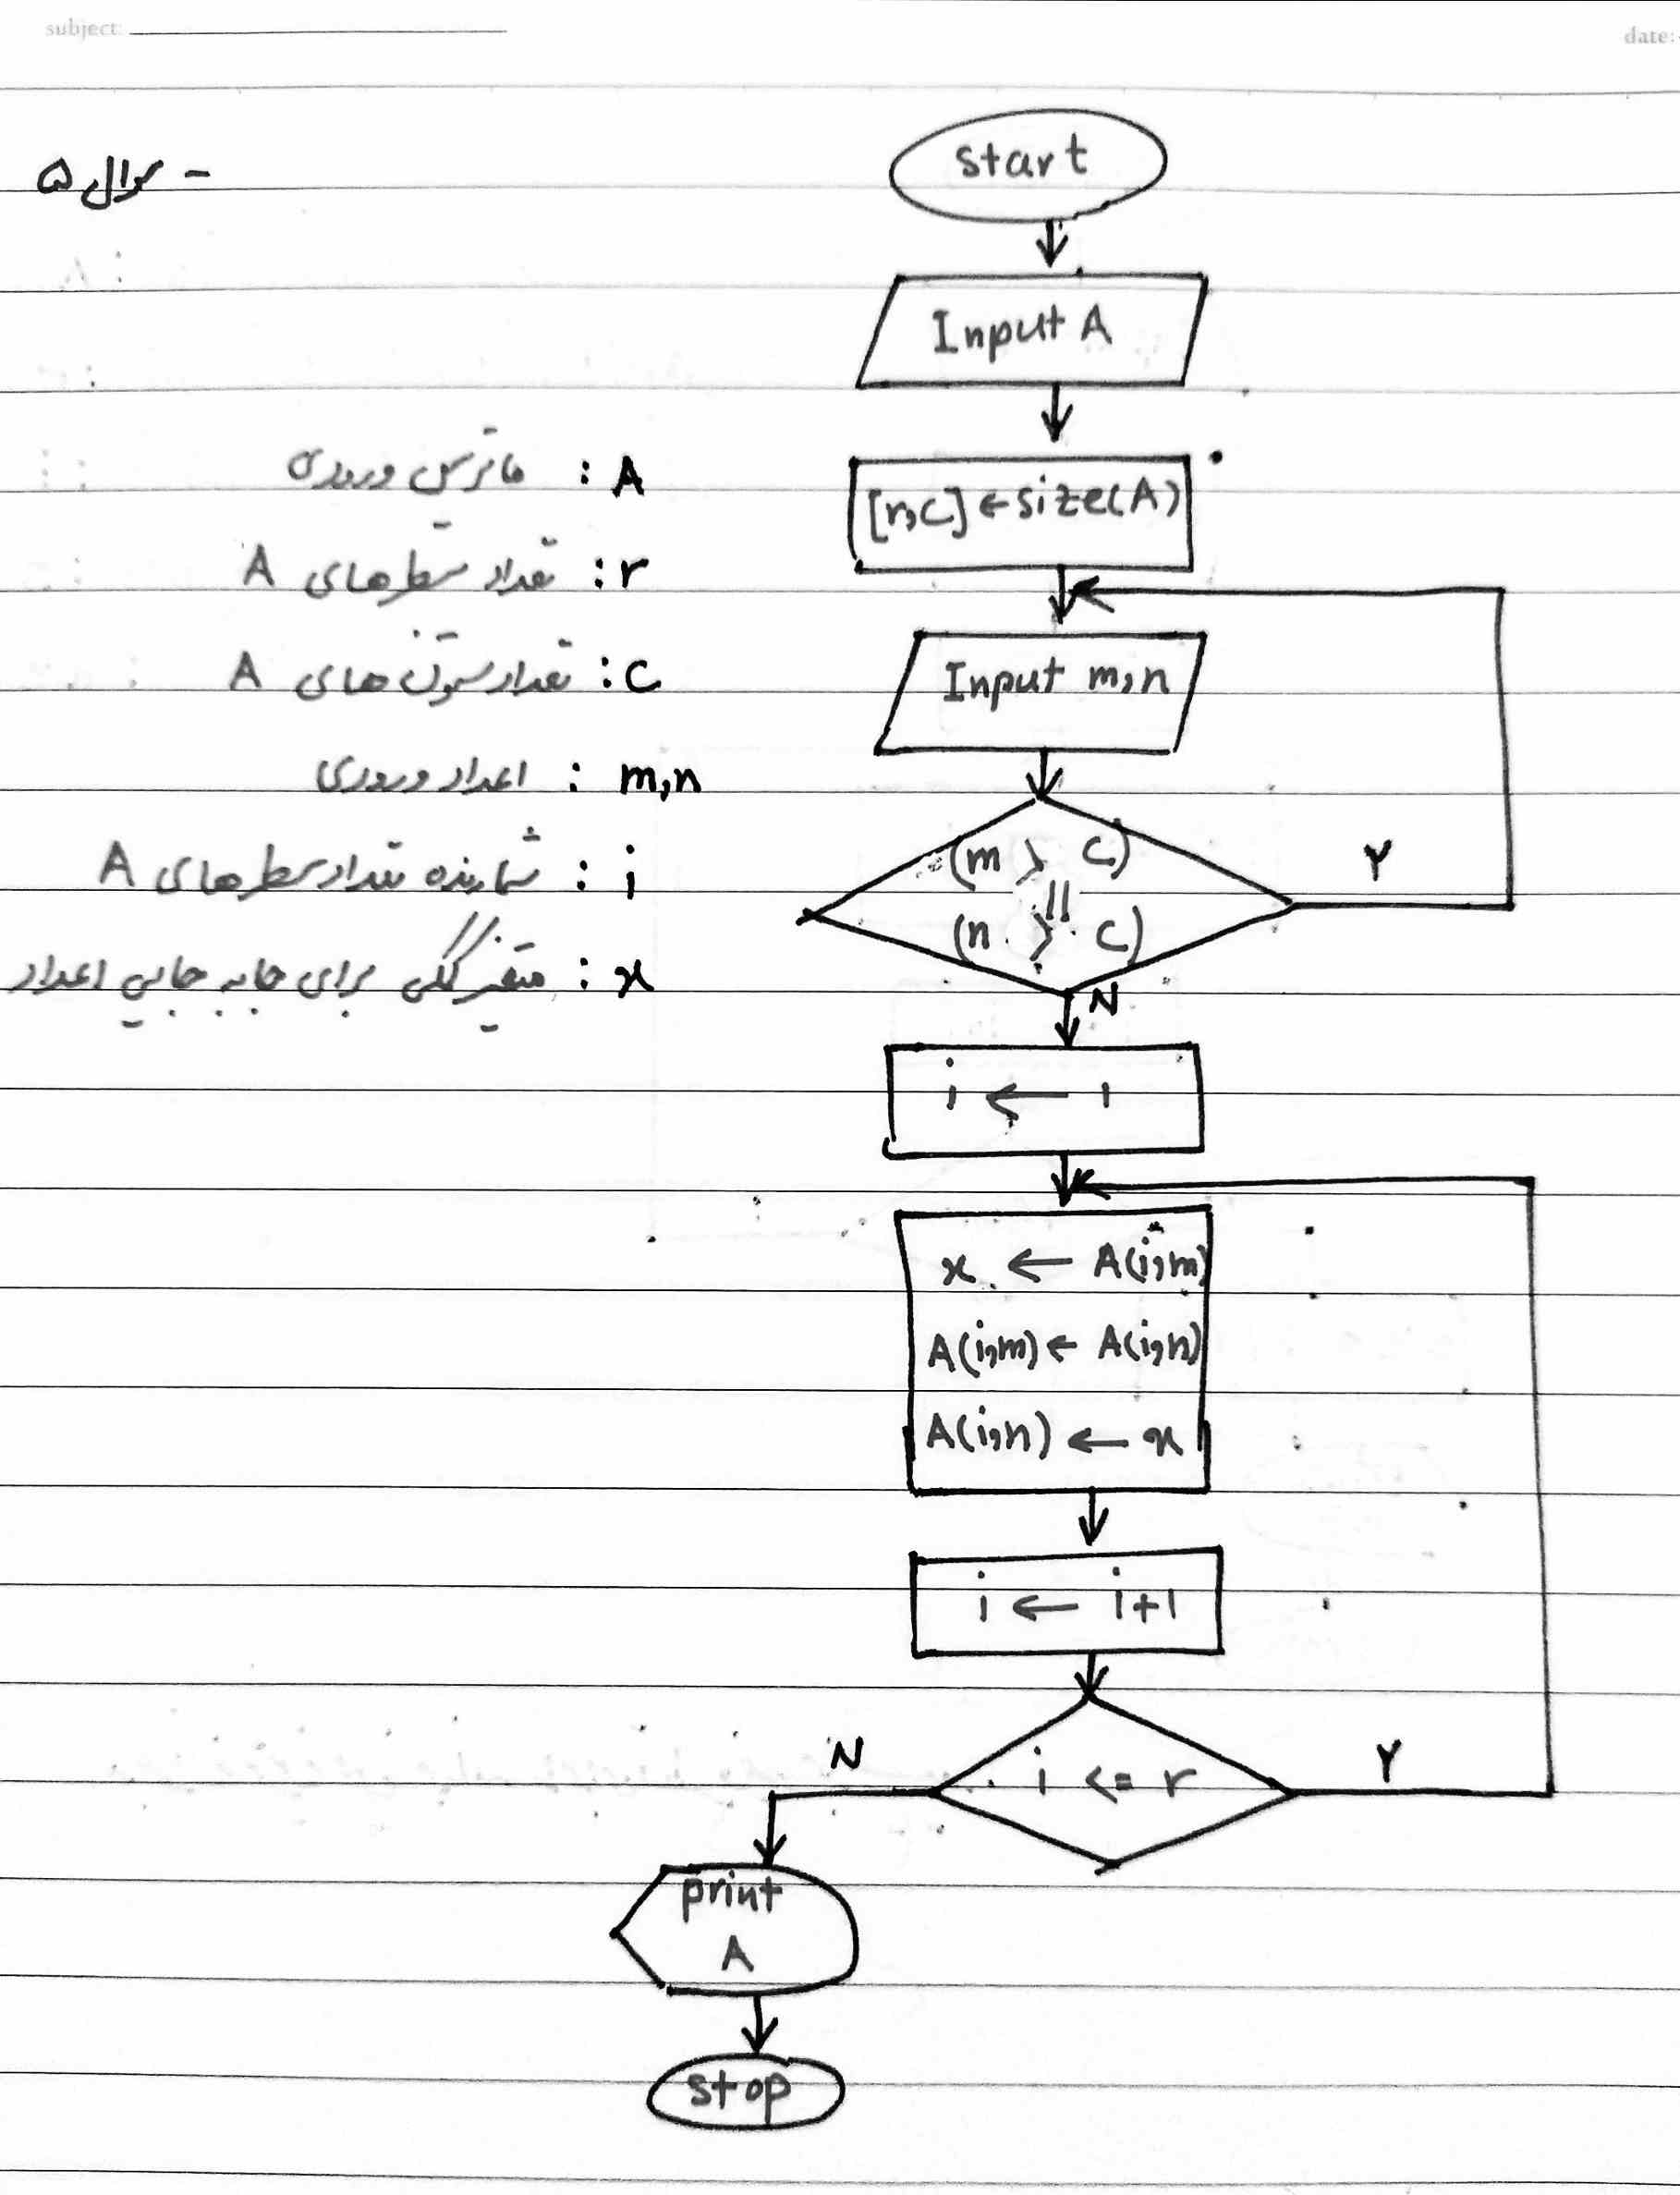 subject:
date:
- سوال ۵
start
Input A
[r,c] ← size(A)
Input m,n
(m > c)
||
(n > c)
Y
N
i ← 1
x ← A(i,m)
A(i,m) ← A(i,n)
A(i,n) ← x
i ← i+1
i <= r
N
Y
print
A
stop
A : ماتریس ورودی
r : تعداد سطرهای A
c : تعداد ستون های A
m,n : اعداد ورودی
i : شمارنده تعداد سطرهای A
x : متغیر کمکی برای جابه جایی اعداد